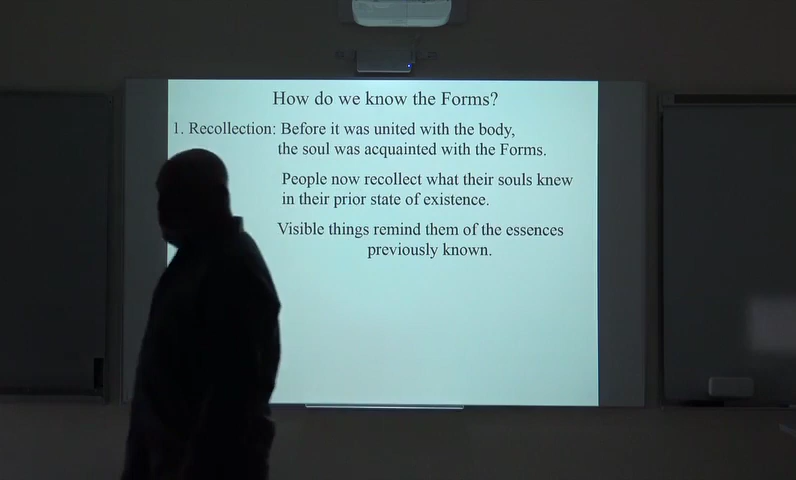 How do we know the Forms?
1. Recollection: Before it was united with the body,
the soul was acquainted with the Forms.
People now recollect what their souls knew
in their prior state of existence.
Visible things remind them of the essences
previously known.